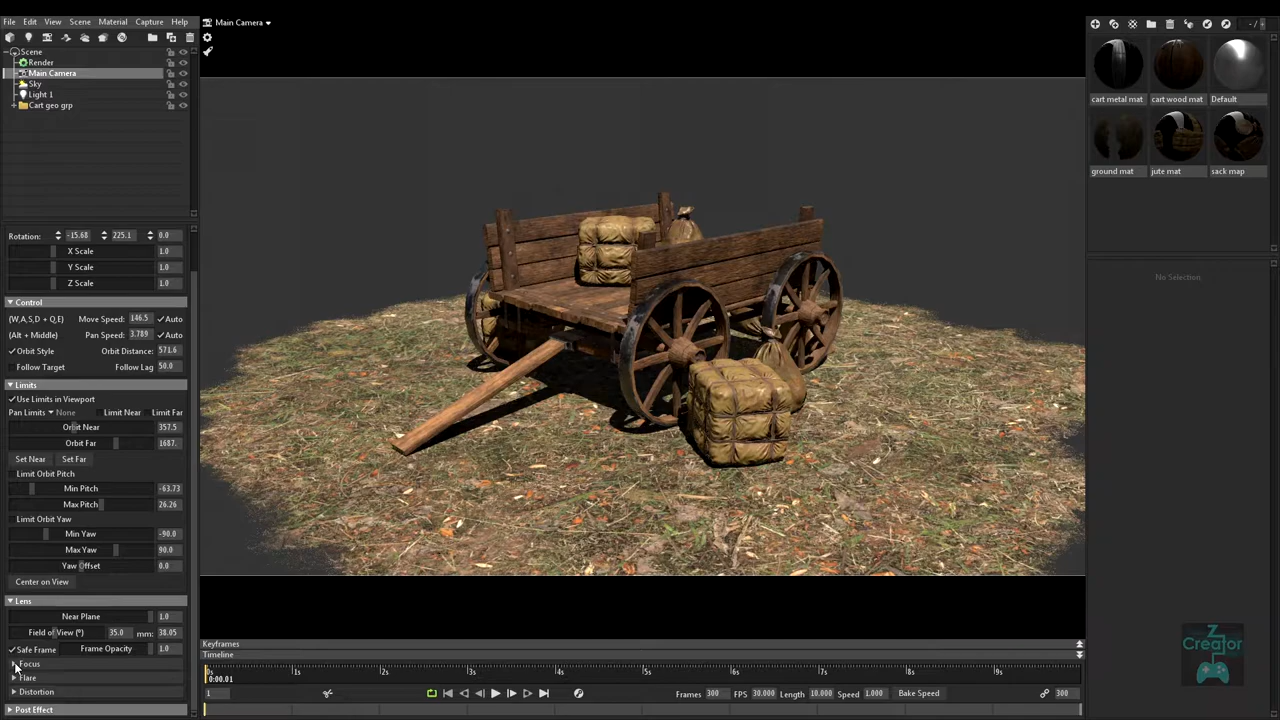 File Edit View Scene Material Capture Help
Main Camera
Scene
Render
Main Camera
Sky
Light 1
Cart geo grp
Rotation: -15.68 225.1 0.0
X Scale 1.0
Y Scale 1.0
Z Scale 1.0
Control
(W,A,S,D + Q,E) Move Speed: 146.5 Auto
(Alt + Middle) Pan Speed: 3.789 Auto
Orbit Style Orbit Distance: 571.6
Follow Target Follow Lag 50.0
Limits
Use Limits in Viewport
Pan Limits None Limit Near Limit Far
Orbit Near 357.5
Orbit Far 1687.
Set Near Set Far
Limit Orbit Pitch
Min Pitch -63.73
Max Pitch 26.26
Limit Orbit Yaw
Min Yaw -90.0
Max Yaw 90.0
Yaw Offset 0.0
Center on View
Lens
Near Plane 1.0
Field of View (º) 35.0 mm: 38.05
Safe Frame Frame Opacity 1.0
Focus
Flare
Distortion
Post Effect
Keyframes
Timeline
0s 1s 2s 3s 4s 5s 6s 7s 8s 9s
0:00.01
1 Frames 300 FPS 30.000 Length 10.000 Speed 1.000 Bake Speed 300
cart metal mat cart wood mat Default
ground mat jute mat sack map
No Selection
Z
Creator